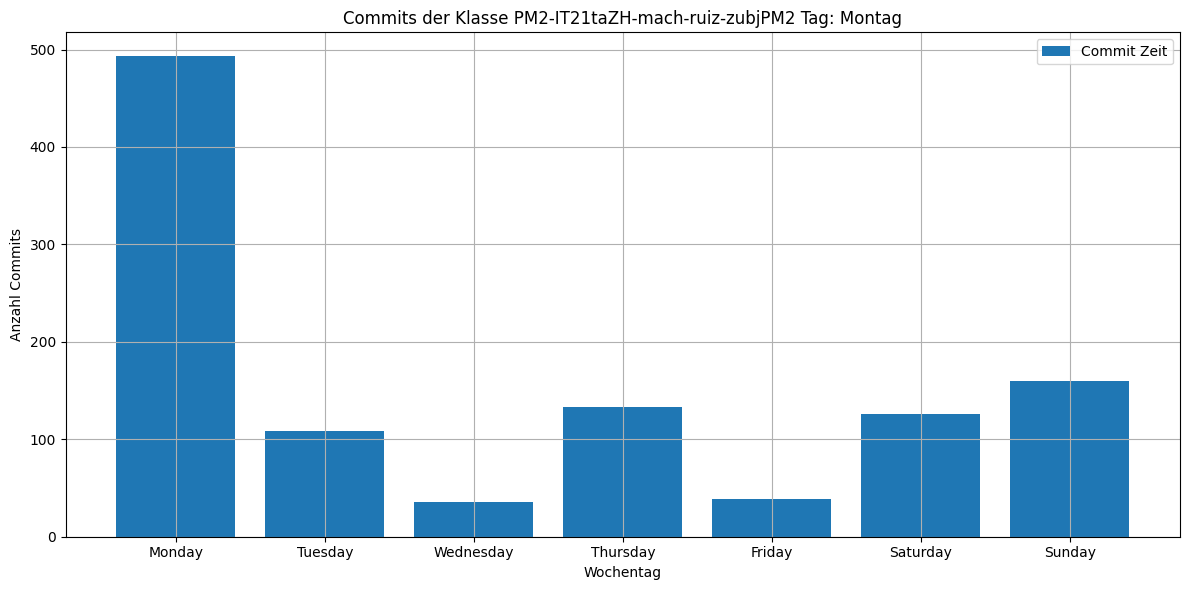 Commits der Klasse PM2-IT21taZH-mach-ruiz-zubjPM2 Tag: Montag
Commit Zeit
500
400
300
200
100
0
Anzahl Commits
Monday Tuesday Wednesday Thursday Friday Saturday Sunday
Wochentag